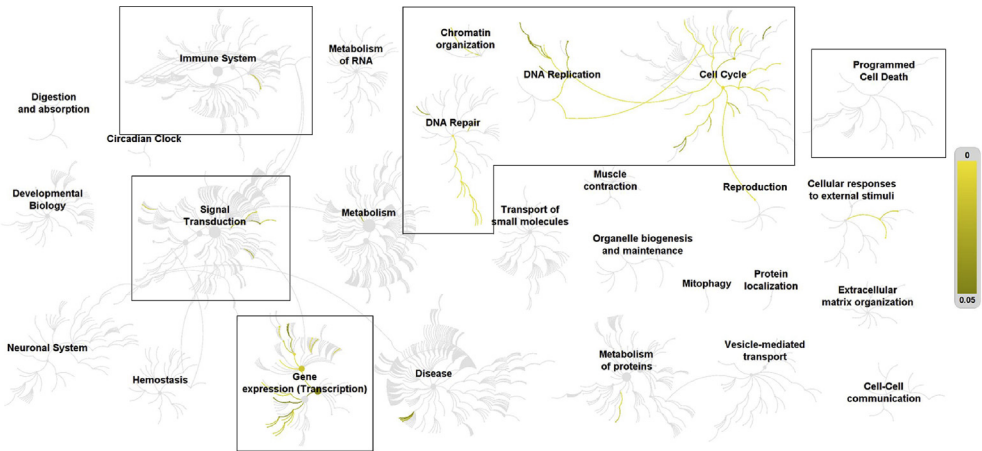 Immune System
Metabolism
of RNA
Chromatin
organization
DNA Replication
Cell Cycle
Programmed
Cell Death
Digestion
and absorption
Circadian Clock
DNA Repair
0
0.05
Developmental
Biology
Signal
Transduction
Metabolism
Transport of
small molecules
Muscle
contraction
Reproduction
Cellular responses
to external stimuli
Organelle biogenesis
and maintenance
Mitophagy
Protein
localization
Extracellular
matrix organization
Neuronal System
Hemostasis
Gene
expression (Transcription)
Disease
Metabolism
of proteins
Vesicle-mediated
transport
Cell-Cell
communication